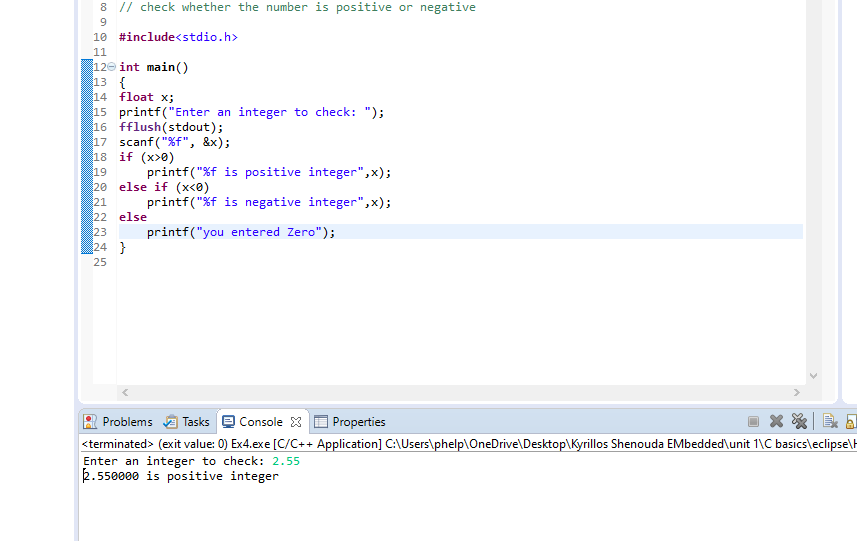 8 // check whether the number is positive or negative
9
10 #include<stdio.h>
11
12 int main()
13 {
14 float x;
15 printf("Enter an integer to check: ");
16 fflush(stdout);
17 scanf("%f", &x);
18 if (x>0)
19 printf("%f is positive integer",x);
20 else if (x<0)
21 printf("%f is negative integer",x);
22 else
23 printf("you entered Zero");
24 }
25
Problems Tasks Console Properties
<terminated> (exit value: 0) Ex4.exe [C/C++ Application] C:\Users\phelp\OneDrive\Desktop\Kyrillos Shenouda EMbedded\unit 1\C basics\eclipse\H
Enter an integer to check: 2.55
2.550000 is positive integer